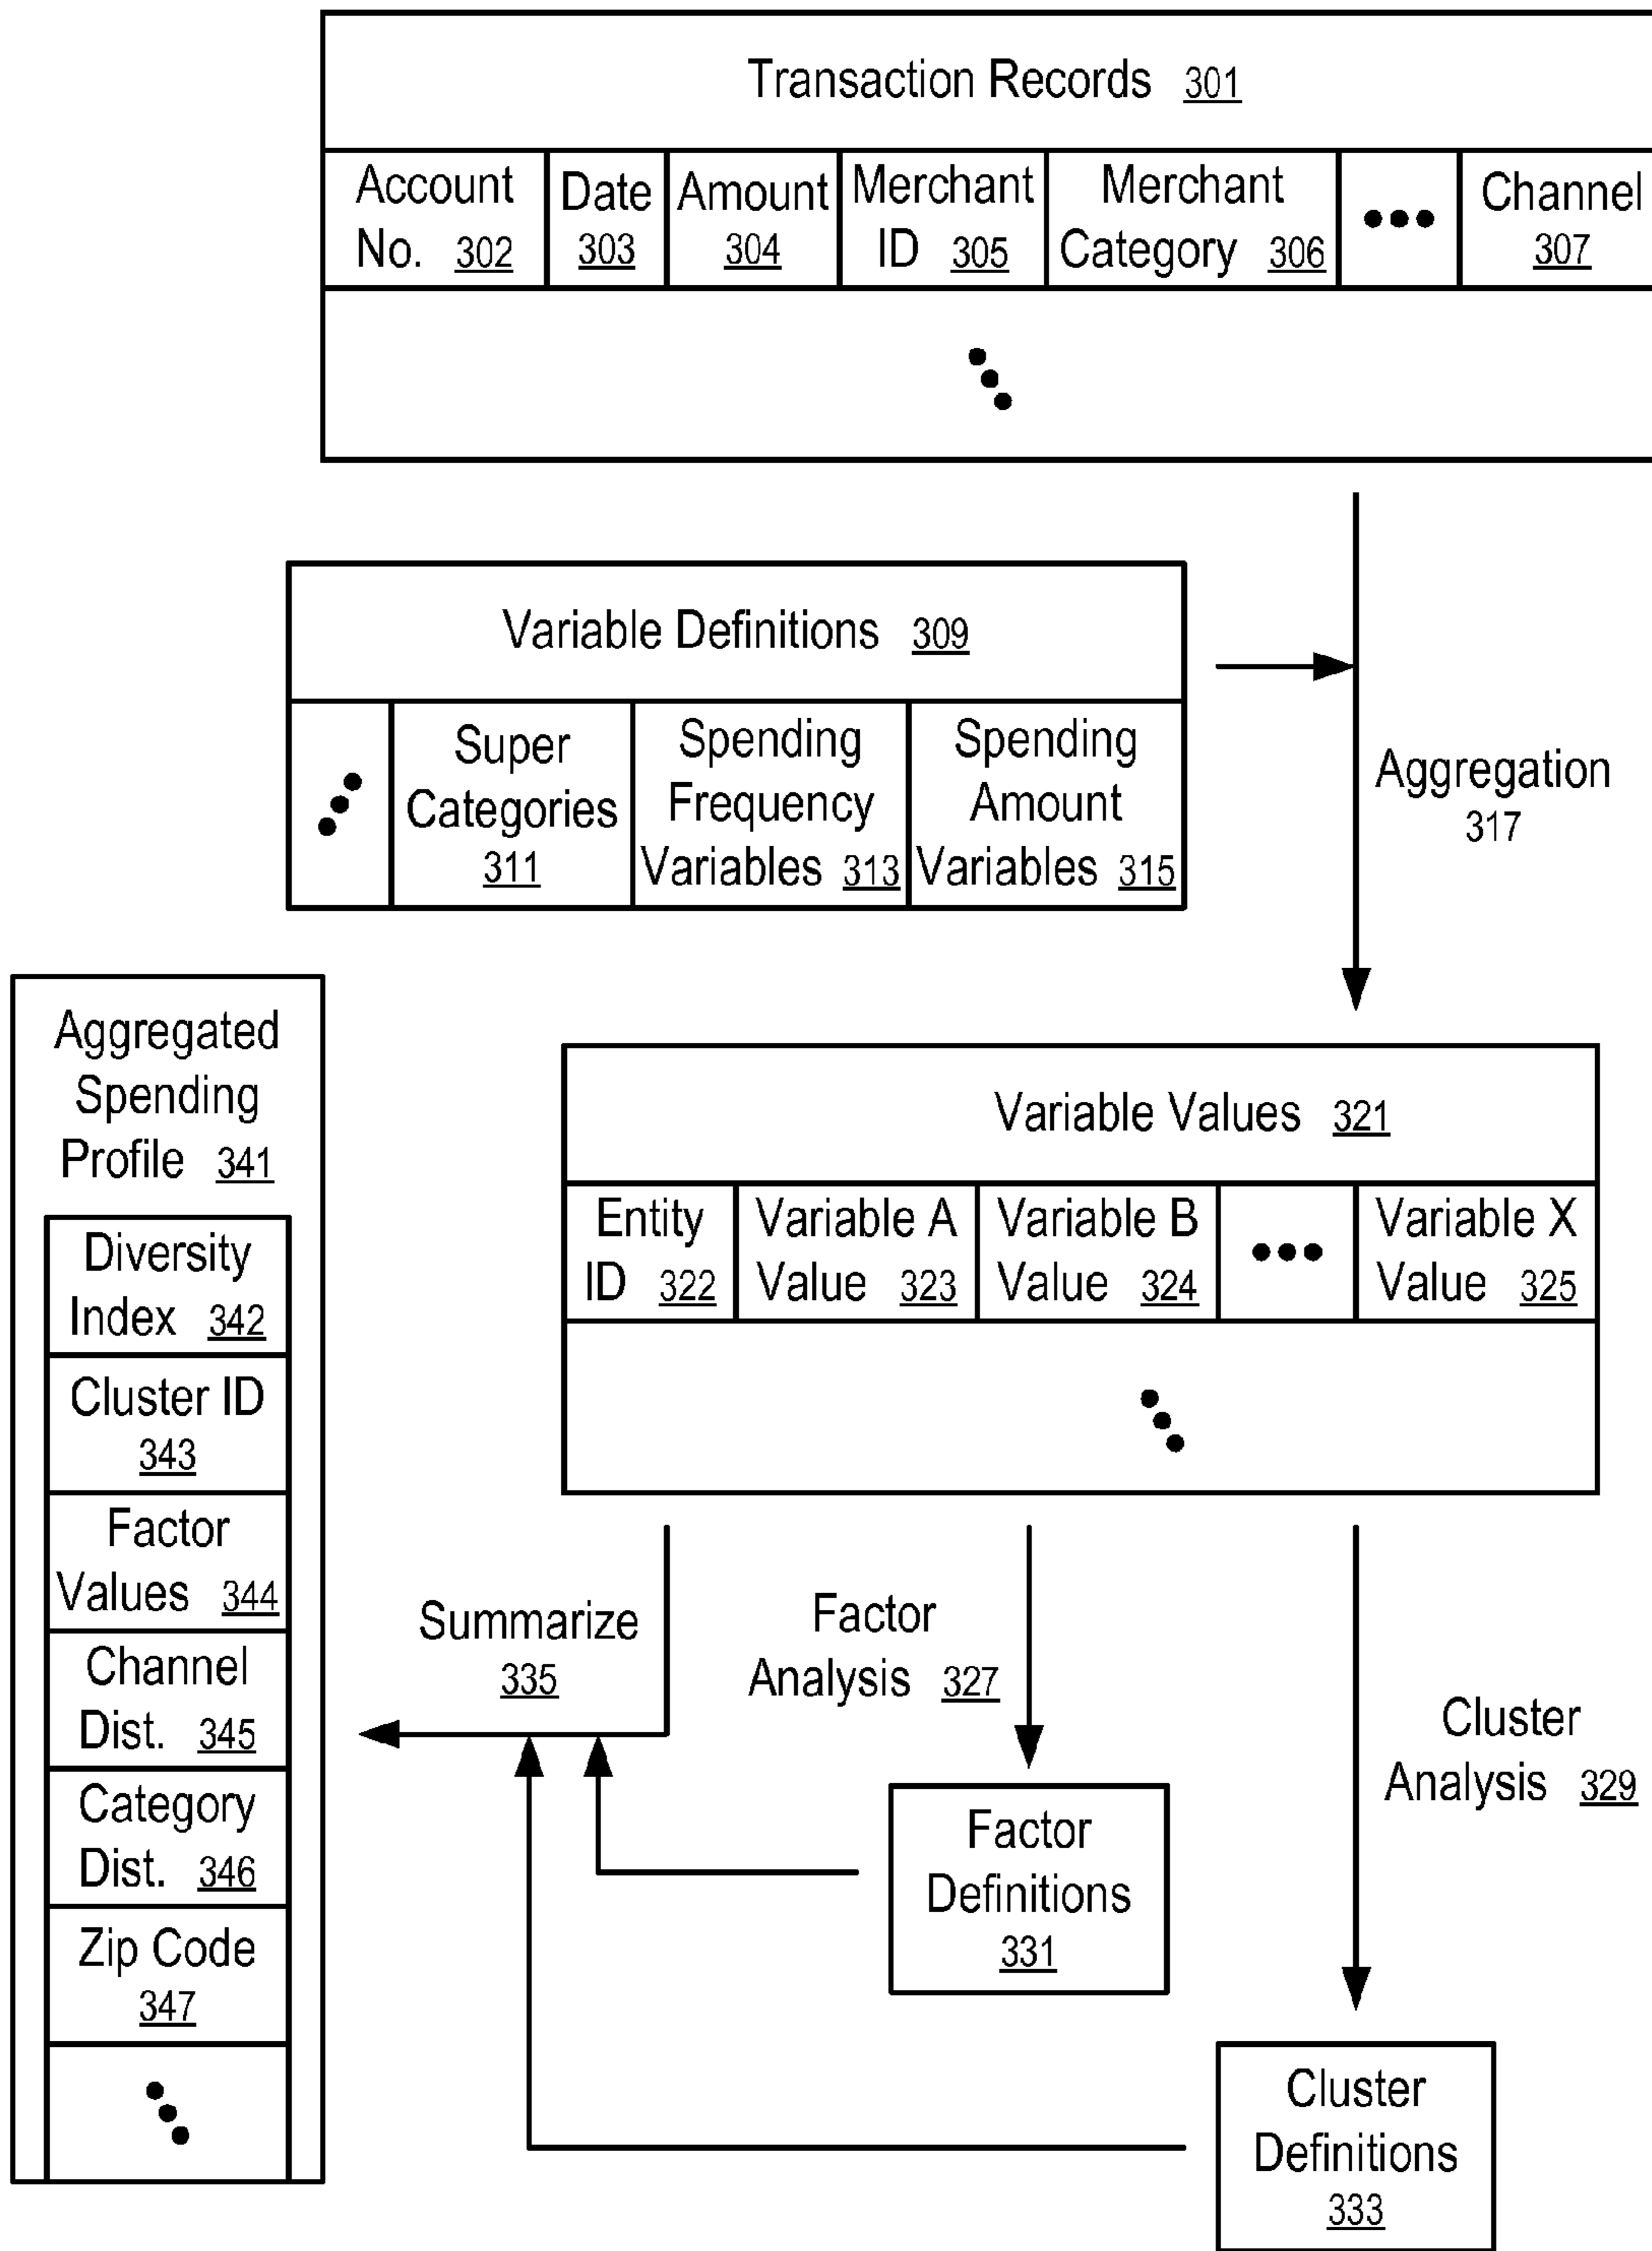 Transaction Records 301
Account
No. 302
Date
303
Amount
304
Merchant
ID 305
Merchant
Category 306
Channel
307
Variable Definitions 309
Super
Categories
311
Spending
Frequency
Variables 313
Spending
Amount
Variables 315
Aggregation
317
Aggregated
Spending
Profile 341
Diversity
Index 342
Cluster ID
343
Factor
Values 344
Channel
Dist. 345
Category
Dist. 346
Zip Code
347
Variable Values 321
Entity
ID 322
Variable A
Value 323
Variable B
Value 324
Variable X
Value 325
Summarize
335
Factor
Analysis 327
Cluster
Analysis 329
Factor
Definitions
331
Cluster
Definitions
333